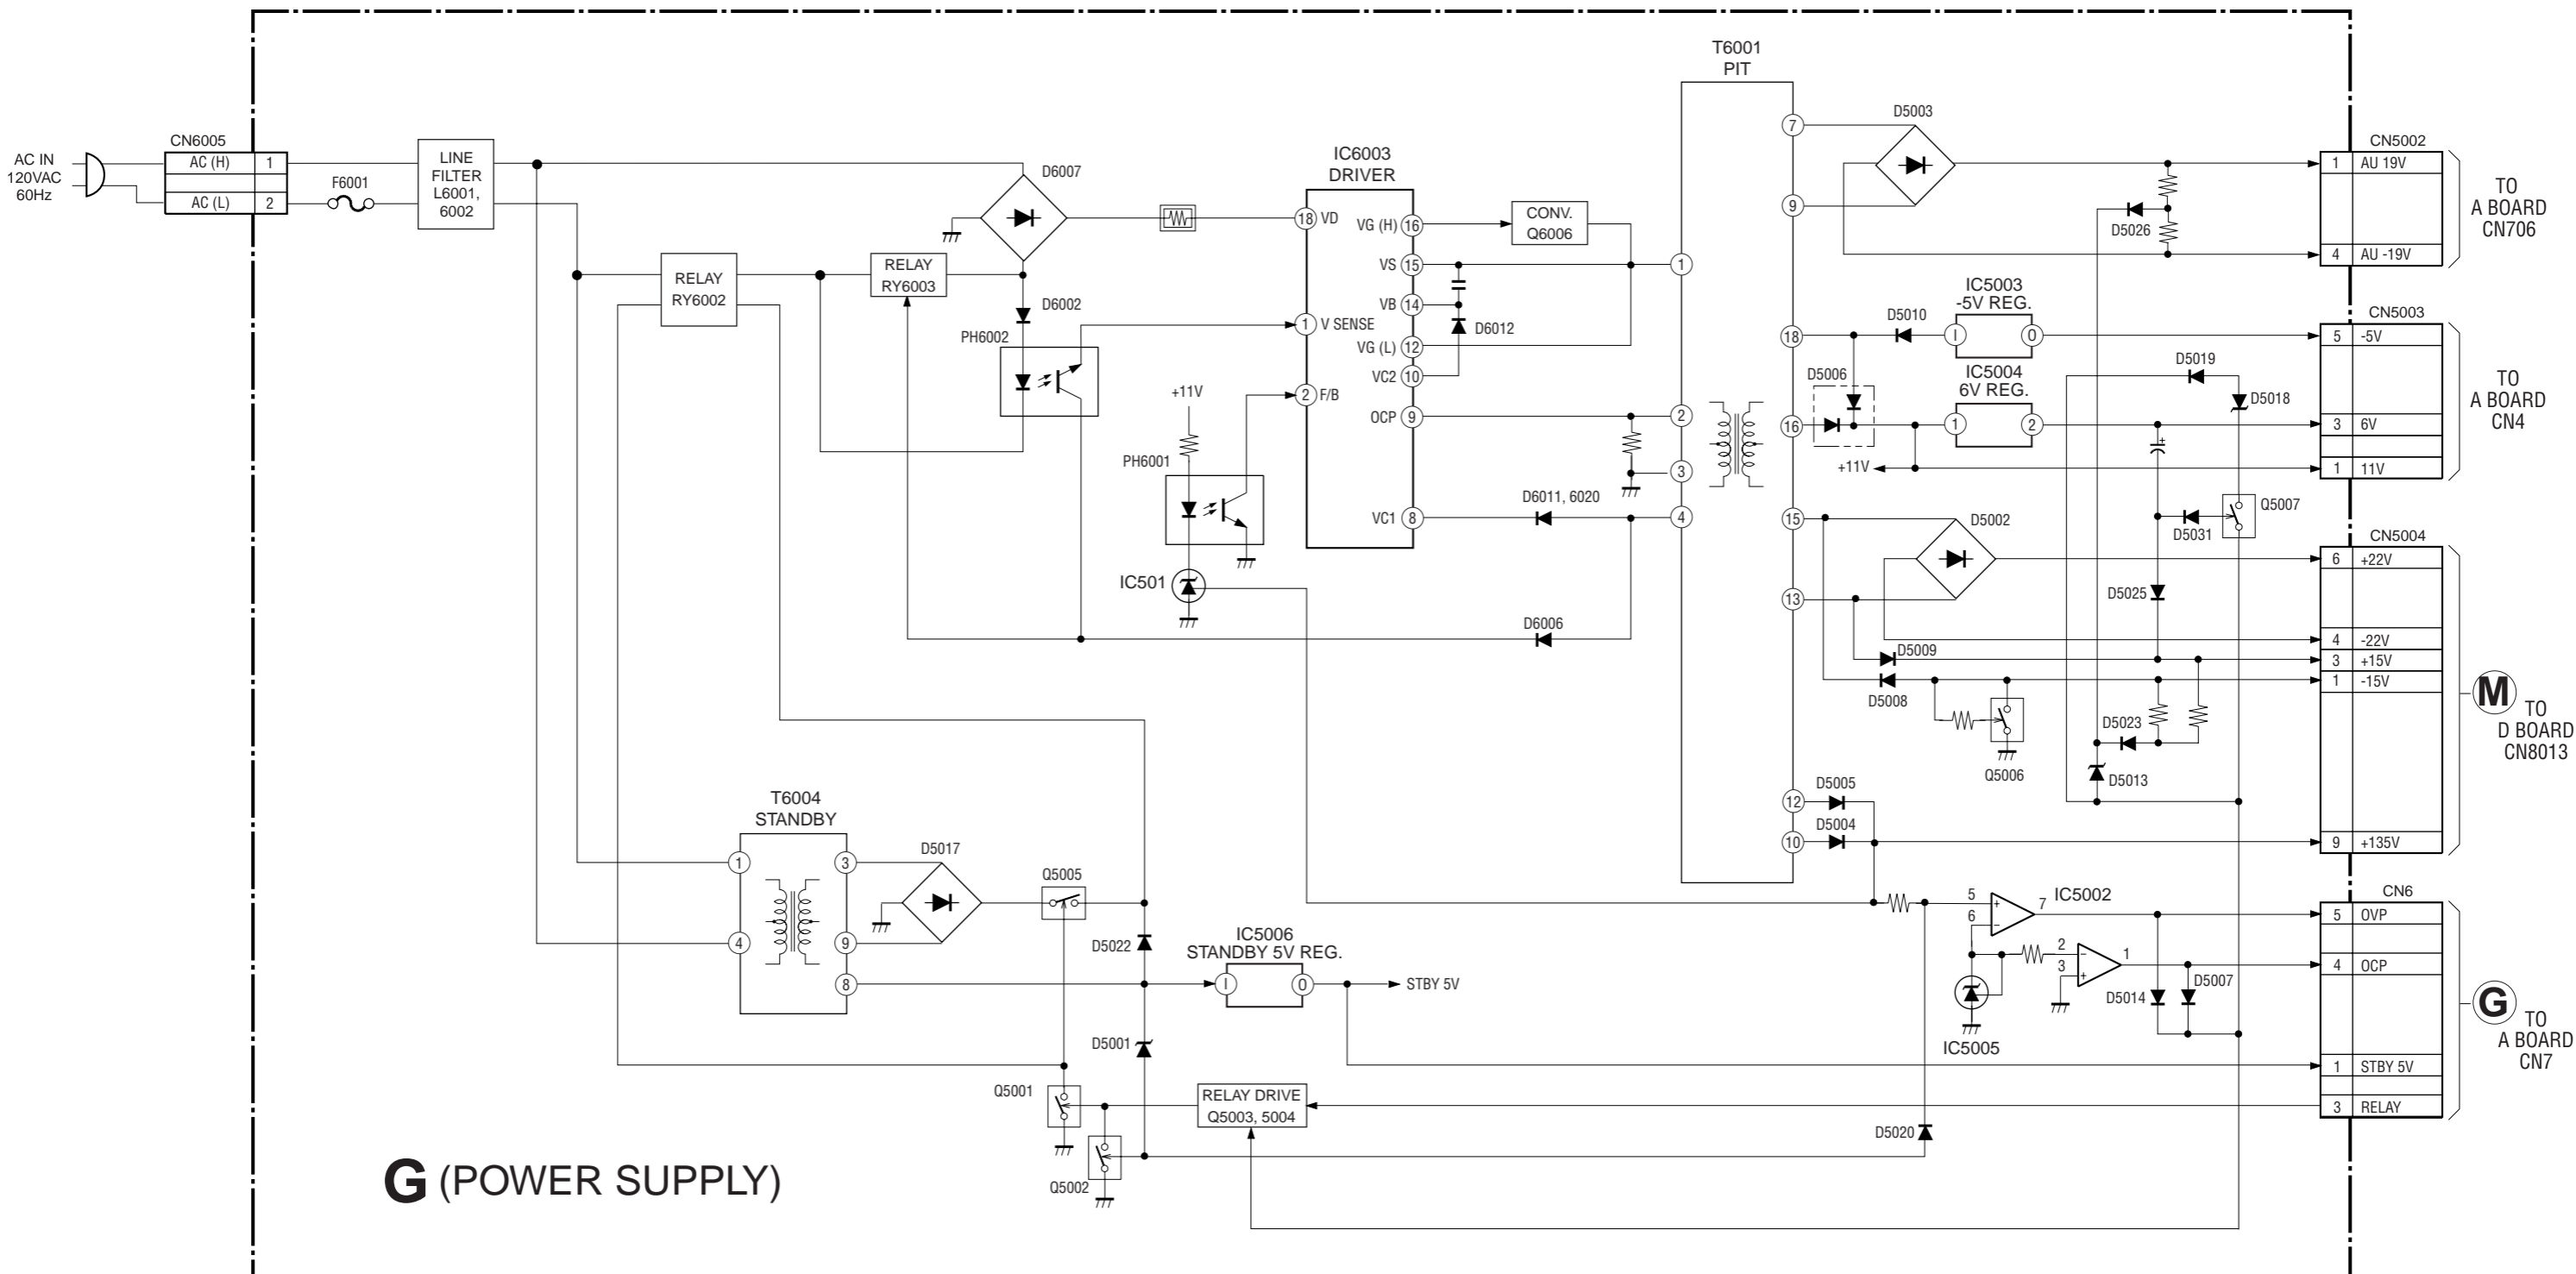 AC IN
120VAC
60Hz
CN6005
AC (H) 1
AC (L) 2
F6001
LINE
FILTER
L6001,
6002
D6007
RELAY
RY6002
RELAY
RY6003
D6002
PH6002
+11V
PH6001
IC501
IC6003
DRIVER
18 VD
1 V SENSE
2 F/B
VG (H) 16
VS 15
VB 14
VG (L) 12
VC2 10
OCP 9
VC1 8
CONV.
Q6006
D6012
D6011, 6020
D6006
T6001
PIT
1
2
3
4
7
9
18
16
15
13
12
10
D5003
D5026
IC5003
-5V REG.
D5010
I O
D5006
IC5004
6V REG.
1 2
+11V
D5019
D5018
Q5007
D5031
D5002
D5025
D5009
D5008
D5023
Q5006
D5013
D5005
D5004
CN5002
1 AU 19V
4 AU -19V
TO
A BOARD
CN706
CN5003
5 -5V
3 6V
1 11V
TO
A BOARD
CN4
CN5004
6 +22V
4 -22V
3 +15V
1 -15V
9 +135V
M
TO
D BOARD
CN8013
T6004
STANDBY
1
4
3
9
8
D5017
Q5005
D5022
IC5006
STANDBY 5V REG.
I O
STBY 5V
D5001
Q5001
Q5002
RELAY DRIVE
Q5003, 5004
D5020
IC5002
5 + 7
6 -
2 - 1
3 +
IC5005
D5014
D5007
CN6
5 OVP
4 OCP
1 STBY 5V
3 RELAY
G
TO
A BOARD
CN7
G (POWER SUPPLY)